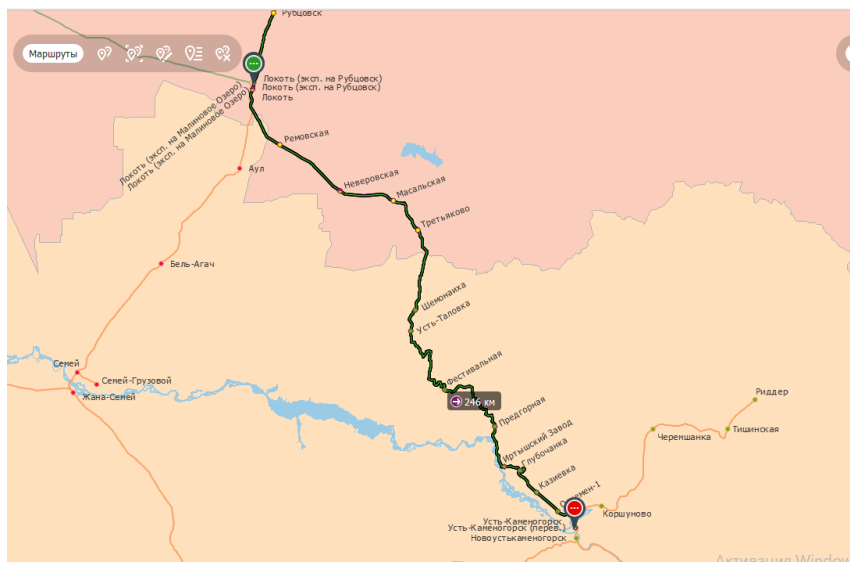 Рубцовск
Маршруты
Локоть (эксп. на Рубцовск)
Локоть (эксп. на Рубцовск)
Локоть
Локоть (эксп. на Малиновое Озеро)
Локоть (эксп. на Малиновое Озеро)
Ремовская
Аул
Неверовская
Масальская
Третьяково
Бель-Агач
Шемонаиха
Усть-Таловка
Семей
Фестивальная
Семей-Грузовой
Жана-Семей
246 км
Риддер
Предгорная
Тишинская
Черемшанка
Иртышский Завод
Глубочанка
Казиевка
Коршуново
Усть-Каменогорск
Усть-Каменогорск (перев.)
Новоустькаменогорск
Активация Window